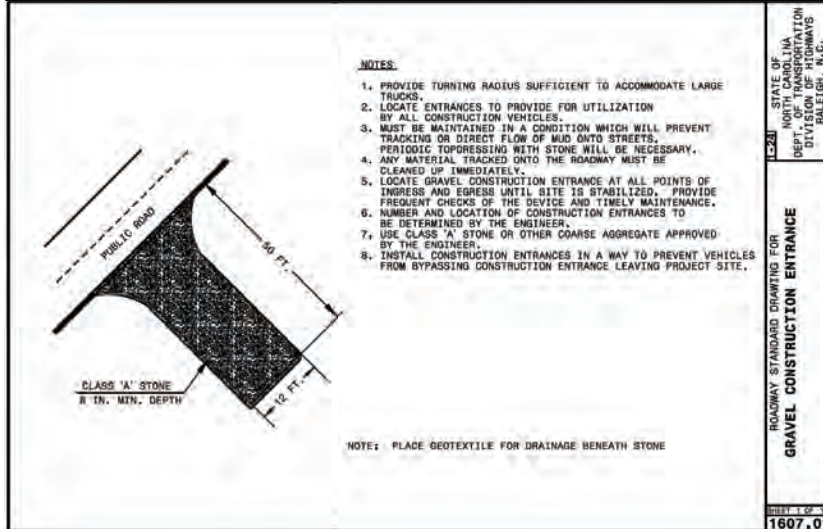 NOTES
1. PROVIDE TURNING RADIUS SUFFICIENT TO ACCOMMODATE LARGE
TRUCKS.
2. LOCATE ENTRANCES TO PROVIDE FOR UTILIZATION
BY ALL CONSTRUCTION VEHICLES.
3. MUST BE MAINTAINED IN A CONDITION WHICH WILL PREVENT
TRACKING OR DIRECT FLOW OF MUD ONTO STREETS.
PERIODIC TOPDRESSING WITH STONE WILL BE NECESSARY.
4. ANY MATERIAL TRACKED ONTO THE ROADWAY MUST BE
CLEANED UP IMMEDIATELY.
5. LOCATE GRAVEL CONSTRUCTION ENTRANCE AT ALL POINTS OF
INGRESS AND EGRESS UNTIL SITE IS STABILIZED. PROVIDE
FREQUENT CHECKS OF THE DEVICE AND TIMELY MAINTENANCE.
6. NUMBER AND LOCATION OF CONSTRUCTION ENTRANCES TO
BE DETERMINED BY THE ENGINEER.
7. USE CLASS 'A' STONE OR OTHER COARSE AGGREGATE APPROVED
BY THE ENGINEER.
8. INSTALL CONSTRUCTION ENTRANCES IN A WAY TO PREVENT VEHICLES
FROM BYPASSING CONSTRUCTION ENTRANCE LEAVING PROJECT SITE.
PUBLIC ROAD
50 FT.
12 FT.
CLASS 'A' STONE
8 IN. MIN. DEPTH
NOTE: PLACE GEOTEXTILE FOR DRAINAGE BENEATH STONE
1-24
STATE OF
NORTH CAROLINA
DEPT. OF TRANSPORTATION
DIVISION OF HIGHWAYS
RALEIGH, N.C.
ROADWAY STANDARD DRAWING FOR
GRAVEL CONSTRUCTION ENTRANCE
SHEET 1 OF
1607.0